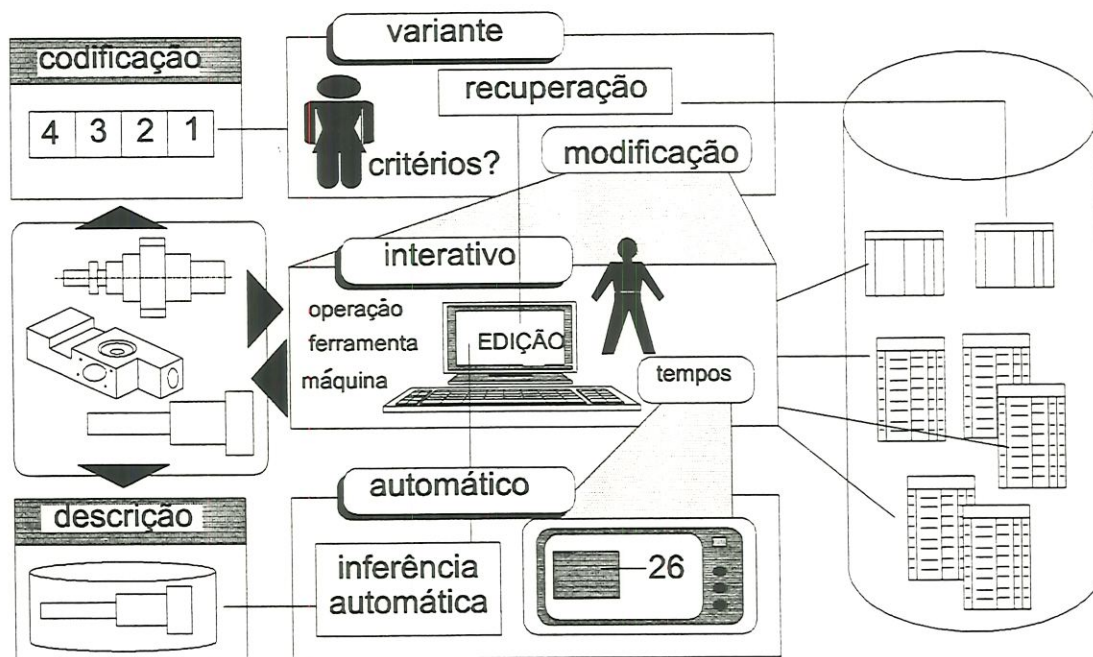 variante
codificação
recuperação
4 3 2 1
critérios?
modificação
interativo
operação
ferramenta
máquina
EDIÇÃO
tempos
automático
descrição
inferência
automática
26